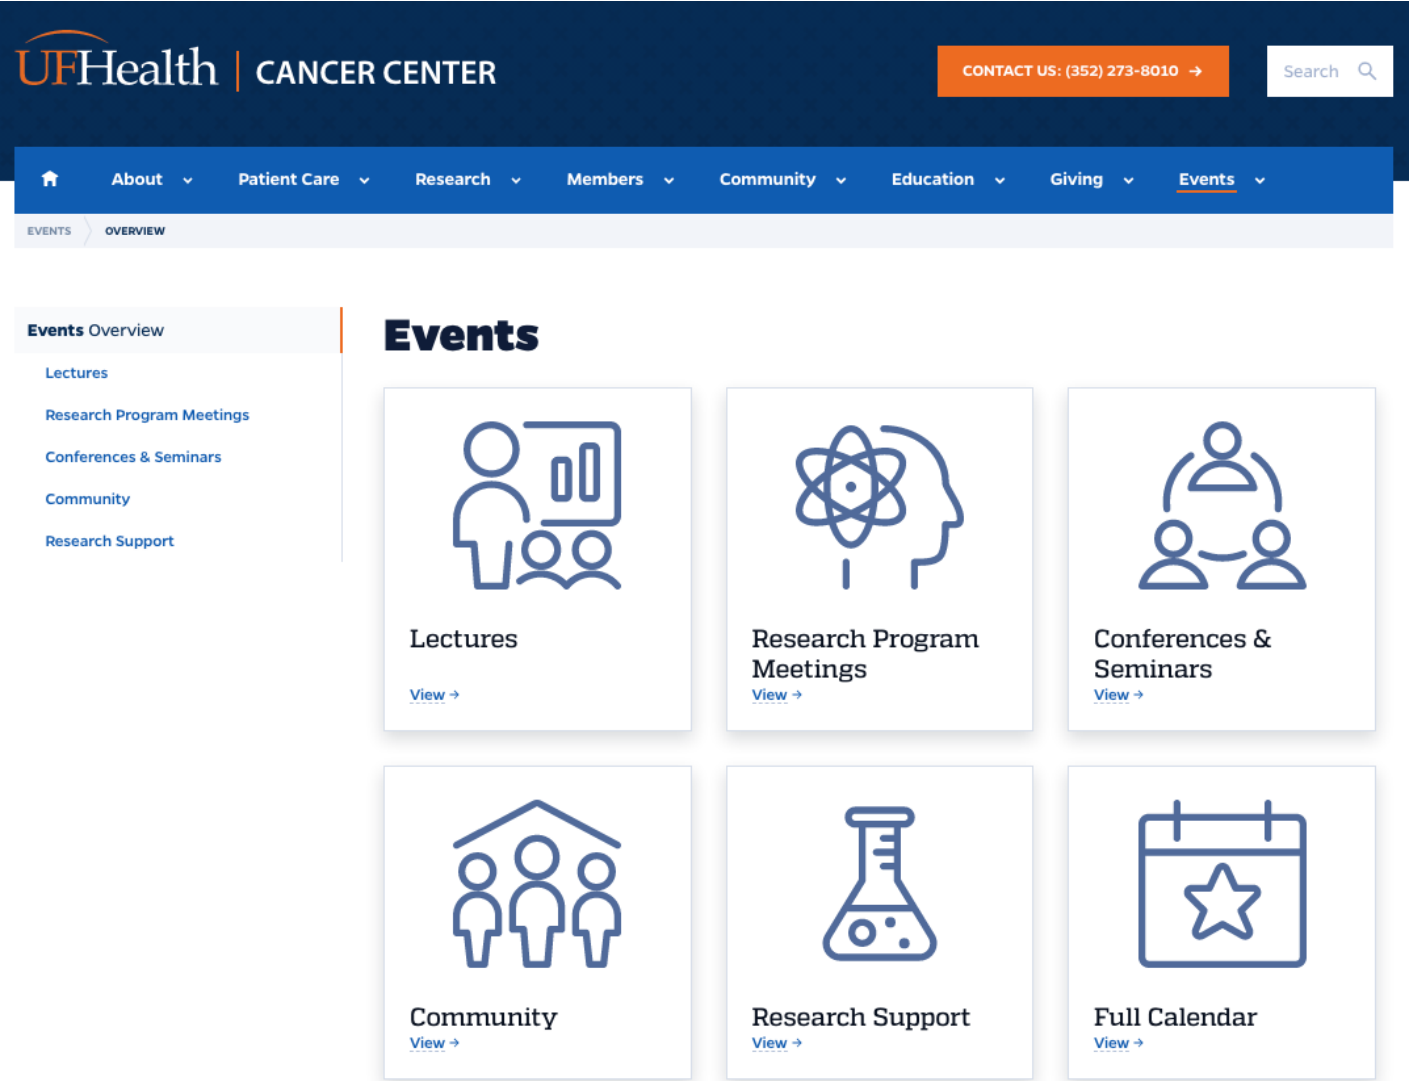 UFHealth | CANCER CENTER
CONTACT US: (352) 273-8010 →
Search
About
Patient Care
Research
Members
Community
Education
Giving
Events
EVENTS
OVERVIEW
Events Overview
Lectures
Research Program Meetings
Conferences & Seminars
Community
Research Support
Events
Lectures
View →
Research Program
Meetings
View →
Conferences &
Seminars
View →
Community
View →
Research Support
View →
Full Calendar
View →